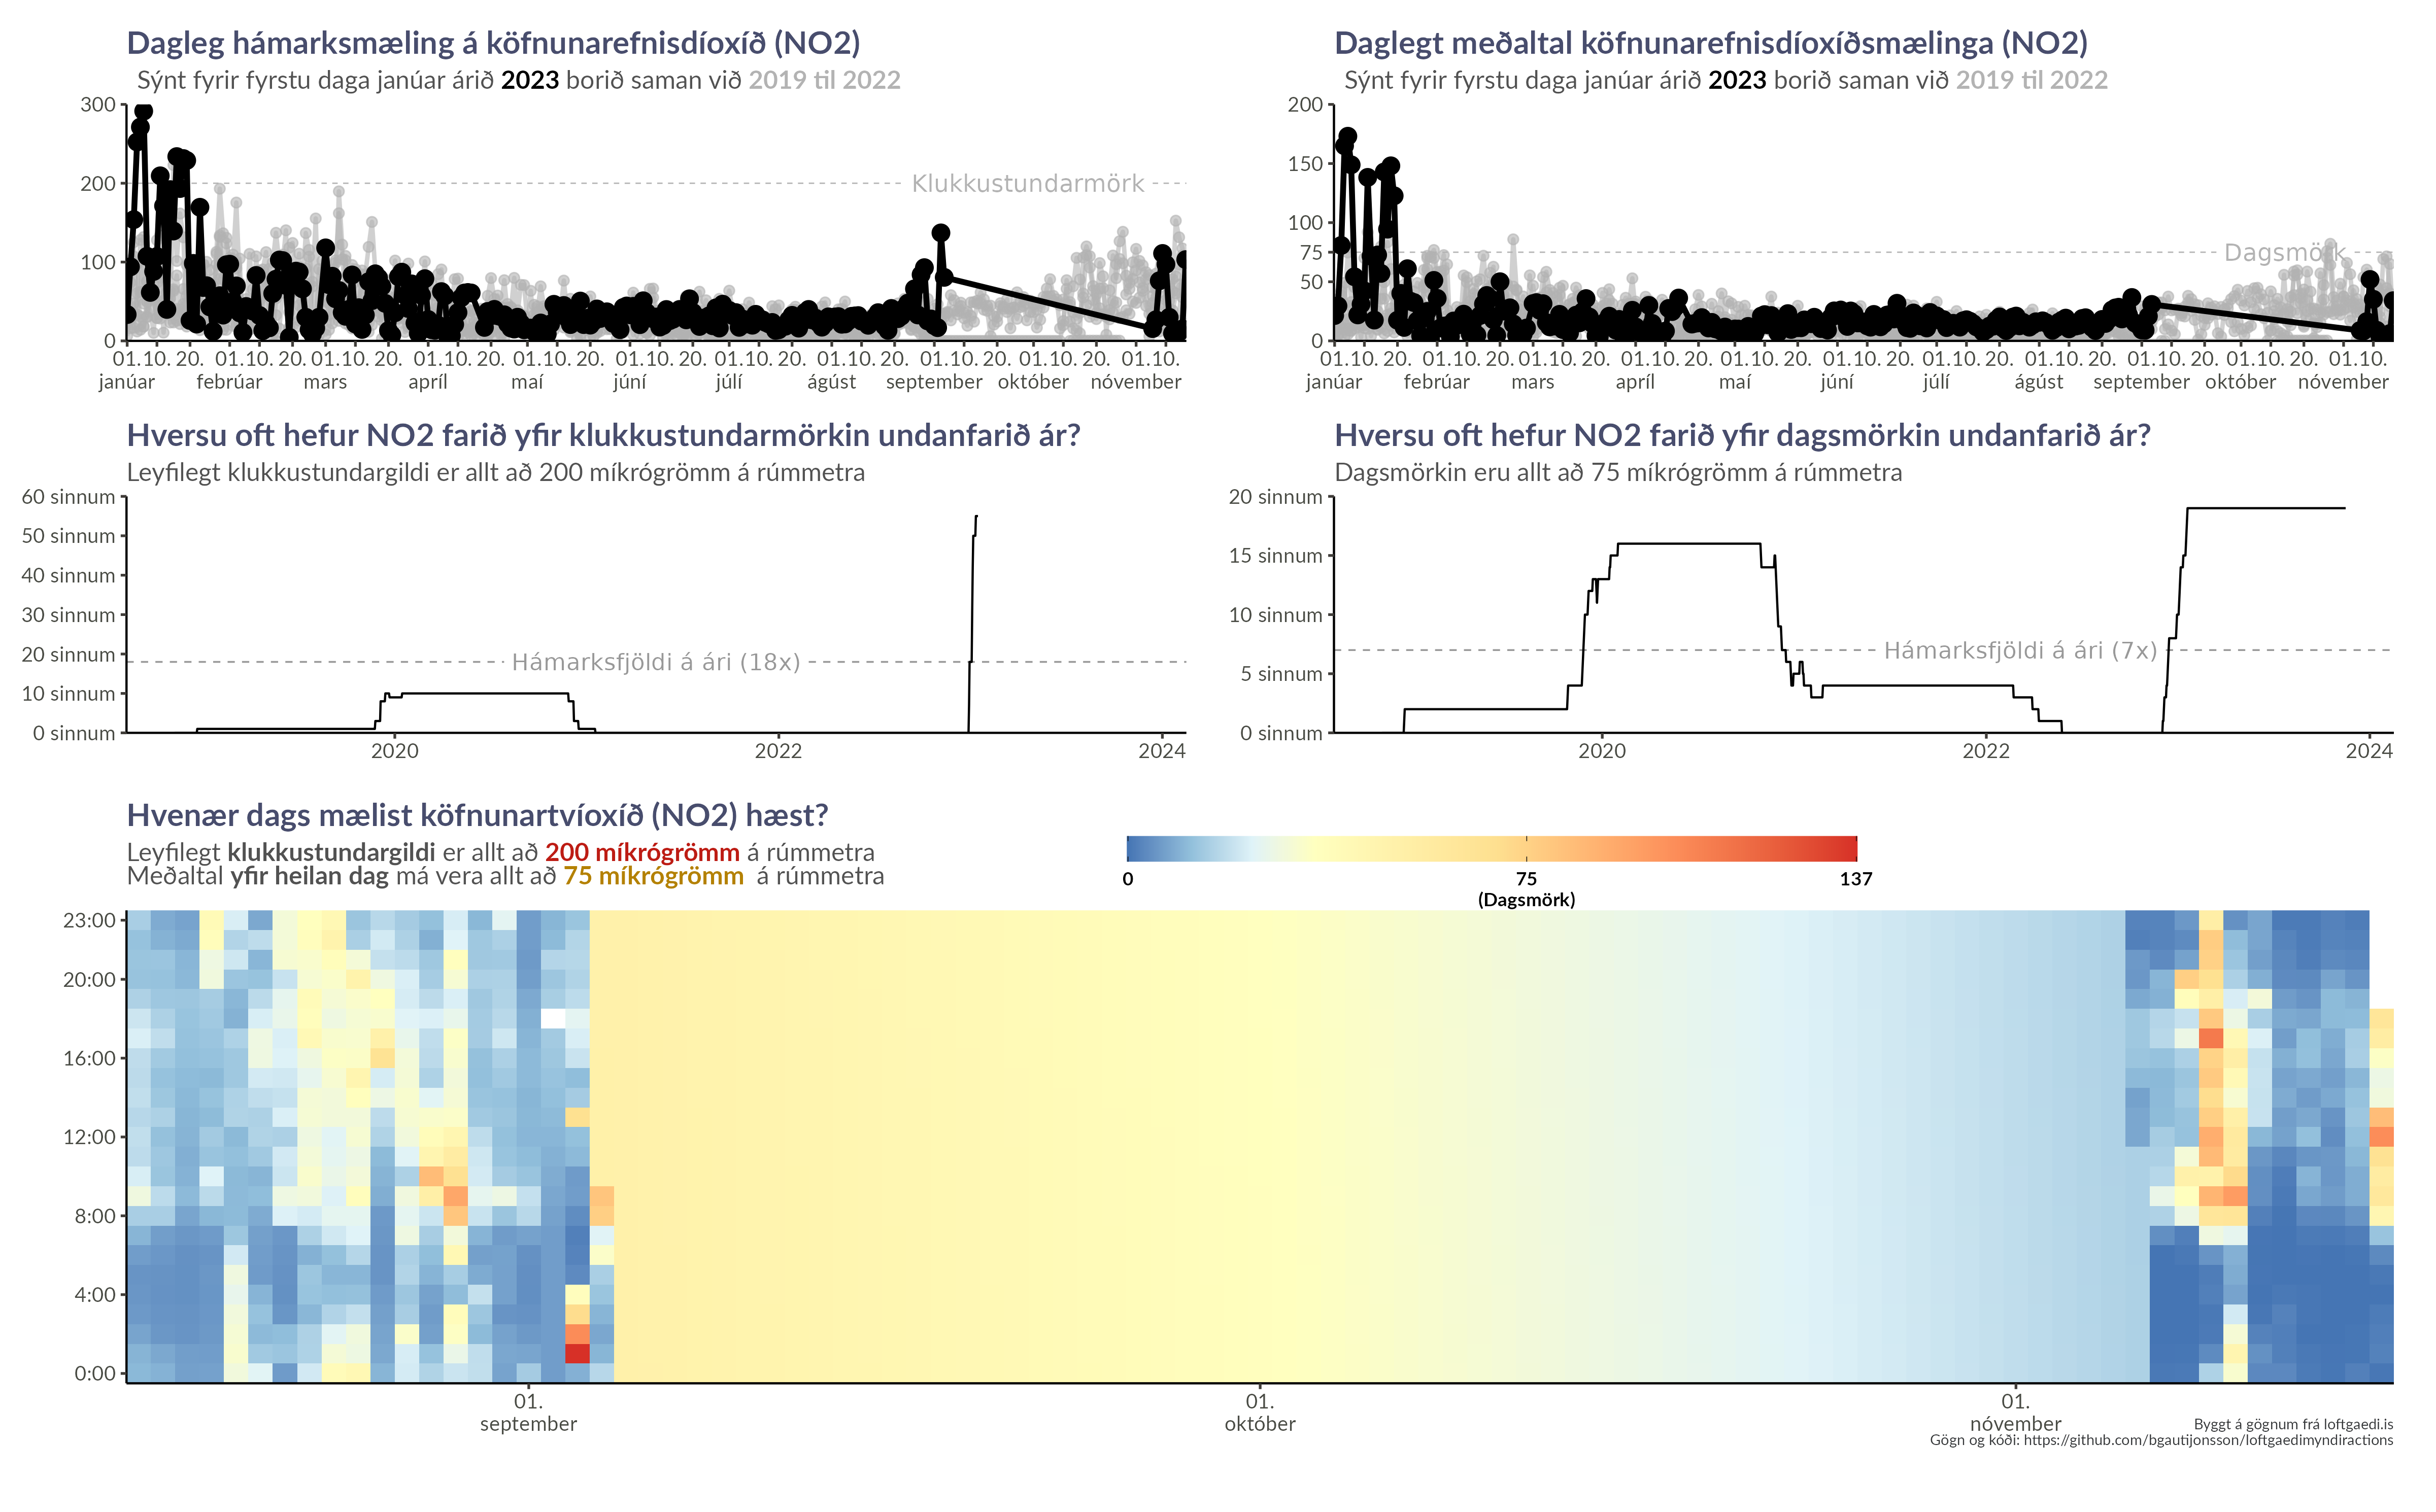 Dagleg hámarksmæling á köfnunarefnisdíoxíð (NO2)
Sýnt fyrir fyrstu daga janúar árið 2023 borið saman við 2019 til 2022
300
200
100
0
Klukkustundarmörk
01. 10. 20. 01. 10. 20. 01. 10. 20. 01. 10. 20. 01. 10. 20. 01. 10. 20. 01. 10. 20. 01. 10. 20. 01. 10. 20. 01. 10. 20. 01. 10.
janúar febrúar mars apríl maí júní júlí ágúst september október nóvember
Daglegt meðaltal köfnunarefnisdíoxíðsmælinga (NO2)
Sýnt fyrir fyrstu daga janúar árið 2023 borið saman við 2019 til 2022
200
150
100
75
50
0
Dagsmörk
01. 10. 20. 01. 10. 20. 01. 10. 20. 01. 10. 20. 01. 10. 20. 01. 10. 20. 01. 10. 20. 01. 10. 20. 01. 10. 20. 01. 10. 20. 01. 10.
janúar febrúar mars apríl maí júní júlí ágúst september október nóvember
Hversu oft hefur NO2 farið yfir klukkustundarmörkin undanfarið ár?
Leyfilegt klukkustundargildi er allt að 200 míkrógrömm á rúmmetra
60 sinnum
50 sinnum
40 sinnum
30 sinnum
20 sinnum
10 sinnum
0 sinnum
Hámarksfjöldi á ári (18x)
2020 2022 2024
Hversu oft hefur NO2 farið yfir dagsmörkin undanfarið ár?
Dagsmörkin eru allt að 75 míkrógrömm á rúmmetra
20 sinnum
15 sinnum
10 sinnum
5 sinnum
0 sinnum
Hámarksfjöldi á ári (7x)
2020 2022 2024
Hvenær dags mælist köfnunartvíoxíð (NO2) hæst?
Leyfilegt klukkustundargildi er allt að 200 míkrógrömm á rúmmetra
Meðaltal yfir heilan dag má vera allt að 75 míkrógrömm á rúmmetra
0 75 137
(Dagsmörk)
23:00
20:00
16:00
12:00
8:00
4:00
0:00
01. 01. 01.
september október nóvember
Byggt á gögnum frá loftgaedi.is
Gögn og kóði: https://github.com/bgautijonsson/loftgaedimyndiractions